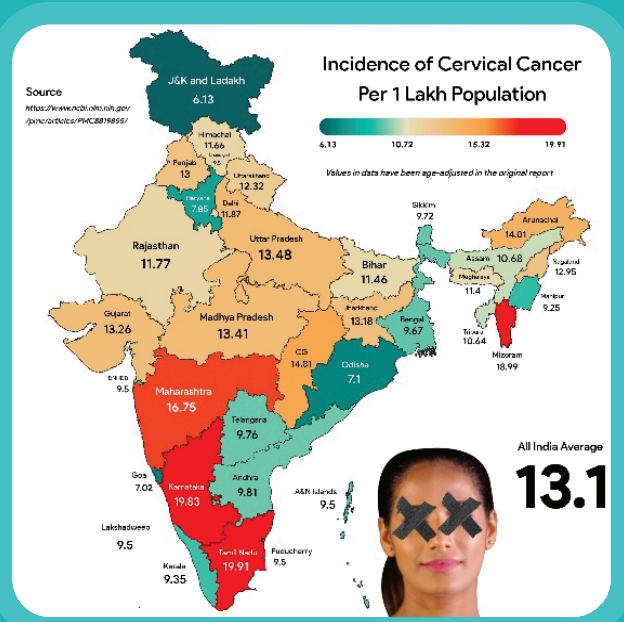 Incidence of Cervical Cancer
Per 1 Lakh Population
6.13 10.72 15.32 19.91
Values in data have been age-adjusted in the original report
Source
https://www.ncbi.nlm.nih.gov
/pmc/articles/PMC8819855/
J&K and Ladakh
6.13
Himachal
11.66
9.5
Punjab
13
Uttarakhand
12.32
Haryana
7.85
Delhi
11.87
Rajasthan
11.77
Uttar Pradesh
13.48
Bihar
11.46
Sikkim
9.72
Arunachal
14.01
Assam 10.68
Nagaland
12.95
Meghalaya
11.4
Manipur
9.25
Tripura
10.64
Mizoram
18.99
Gujarat
13.26
Madhya Pradesh
13.41
Jharkhand
13.18
Bengal
9.67
CG
14.81
Odisha
7.1
9.5
Maharashtra
16.75
Telangana
9.76
Goa
7.02
Karnataka
19.83
Andhra
9.81
A&N Islands
9.5
Lakshadweep
9.5
Kerala
9.35
Tamil Nadu
19.91
Puducherry
9.5
All India Average
13.1